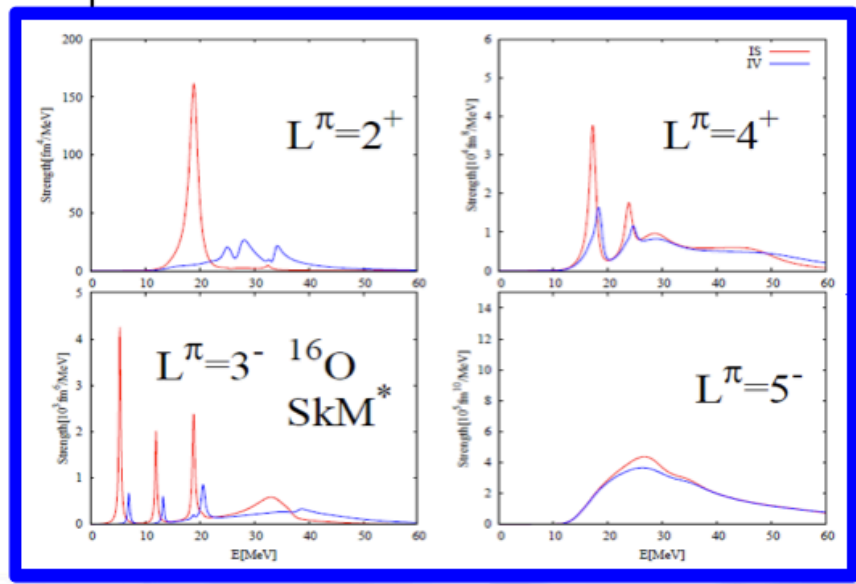 200
150
100
50
0
Strength[fm⁴/MeV]
L^π=2⁺
0 10 20 30 40 50 60
6
5
4
3
2
1
0
Strength[10⁴fm⁸/MeV]
IS
IV
L^π=4⁺
0 10 20 30 40 50 60
5
4
3
2
1
0
Strength[10³fm⁶/MeV]
L^π=3⁻ ¹⁶O
SkM*
0 10 20 30 40 50 60
E[MeV]
14
12
10
8
6
4
2
0
Strength[10⁵fm¹⁰/MeV]
L^π=5⁻
0 10 20 30 40 50 60
E[MeV]